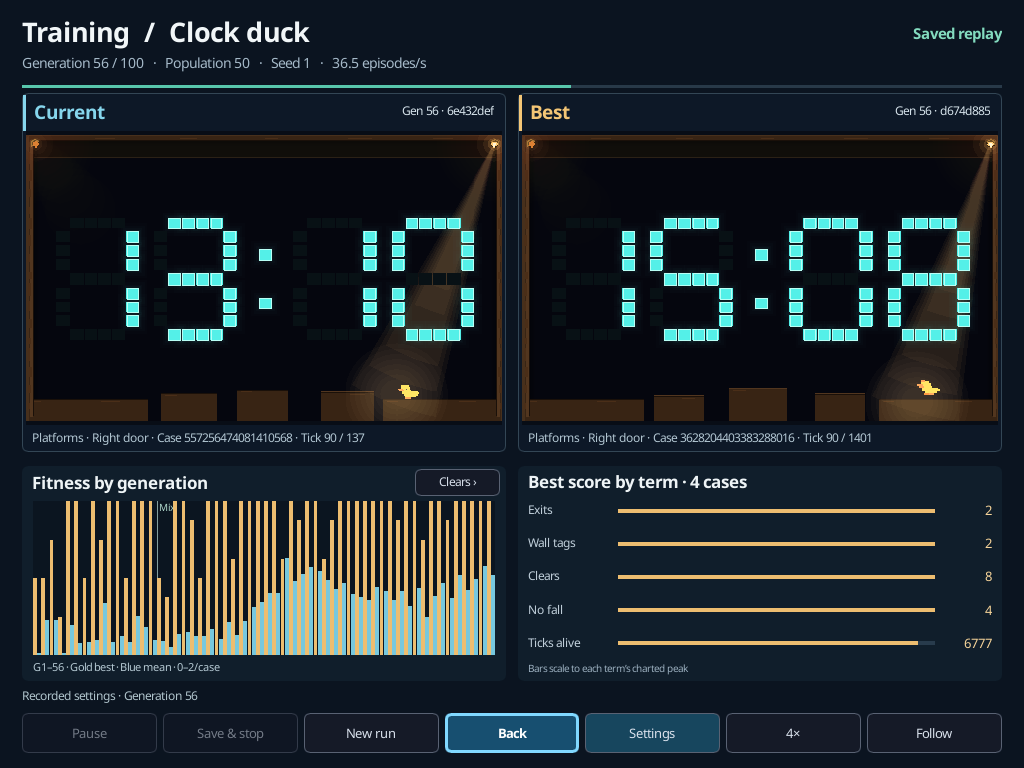 Training / Clock duck
Saved replay
Generation 56 / 100 · Population 50 · Seed 1 · 36.5 episodes/s
Current
Gen 56 · 6e432def
13:10
Platforms · Right door · Case 557256474081410568 · Tick 90 / 137
Best
Gen 56 · d674d885
15:08
Platforms · Right door · Case 3628204403383288016 · Tick 90 / 1401
Fitness by generation
Clears ›
Mix
G1–56 · Gold best · Blue mean · 0–2/case
Best score by term · 4 cases
Exits 2
Wall tags 2
Clears 8
No fall 4
Ticks alive 6777
Bars scale to each term's charted peak
Recorded settings · Generation 56
Pause
Save & stop
New run
Back
Settings
4×
Follow